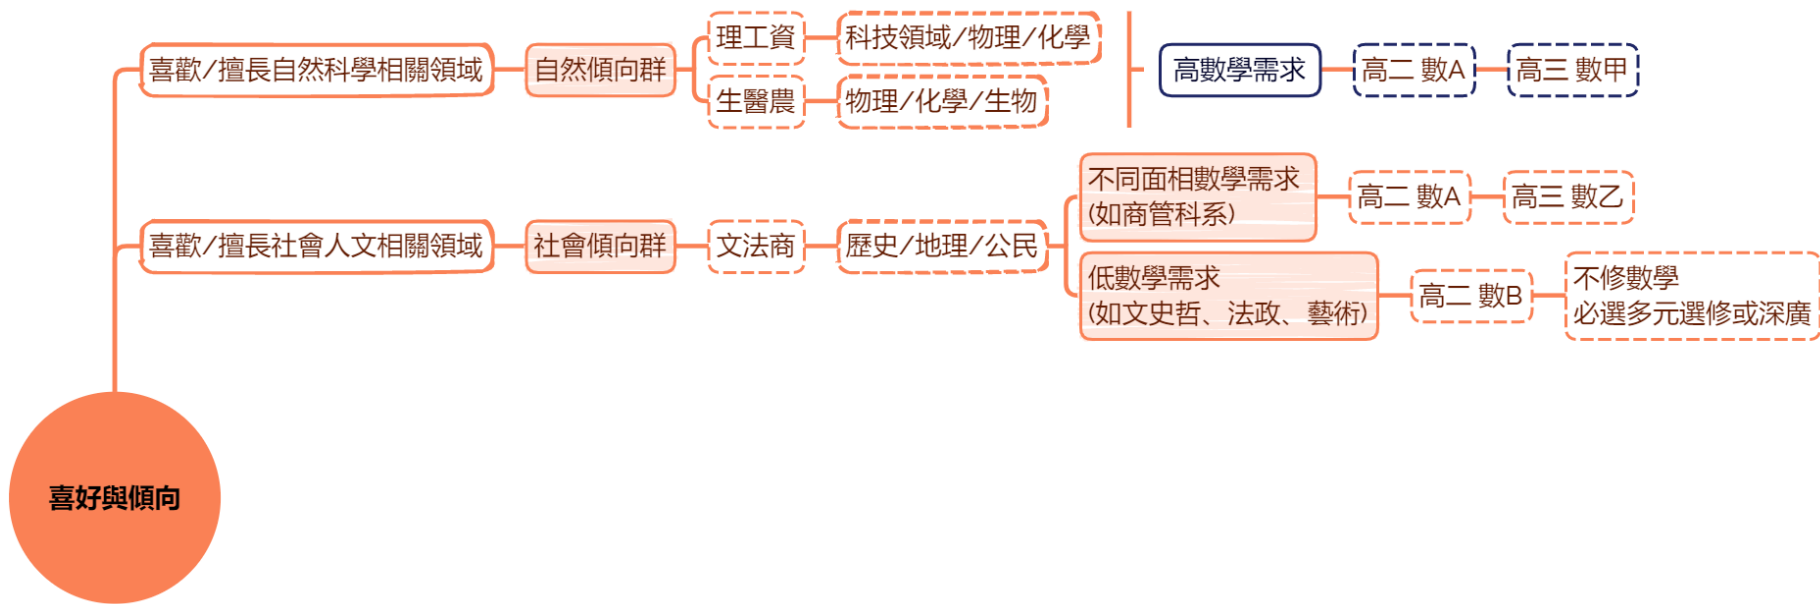 喜歡/擅長自然科學相關領域
自然傾向群
理工資
科技領域/物理/化學
生醫農
物理/化學/生物
高數學需求
高二 數A
高三 數甲
喜歡/擅長社會人文相關領域
社會傾向群
文法商
歷史/地理/公民
不同面相數學需求
(如商管科系)
高二 數A
高三 數乙
低數學需求
(如文史哲、法政、藝術)
高二 數B
不修數學
必選多元選修或深廣
喜好與傾向